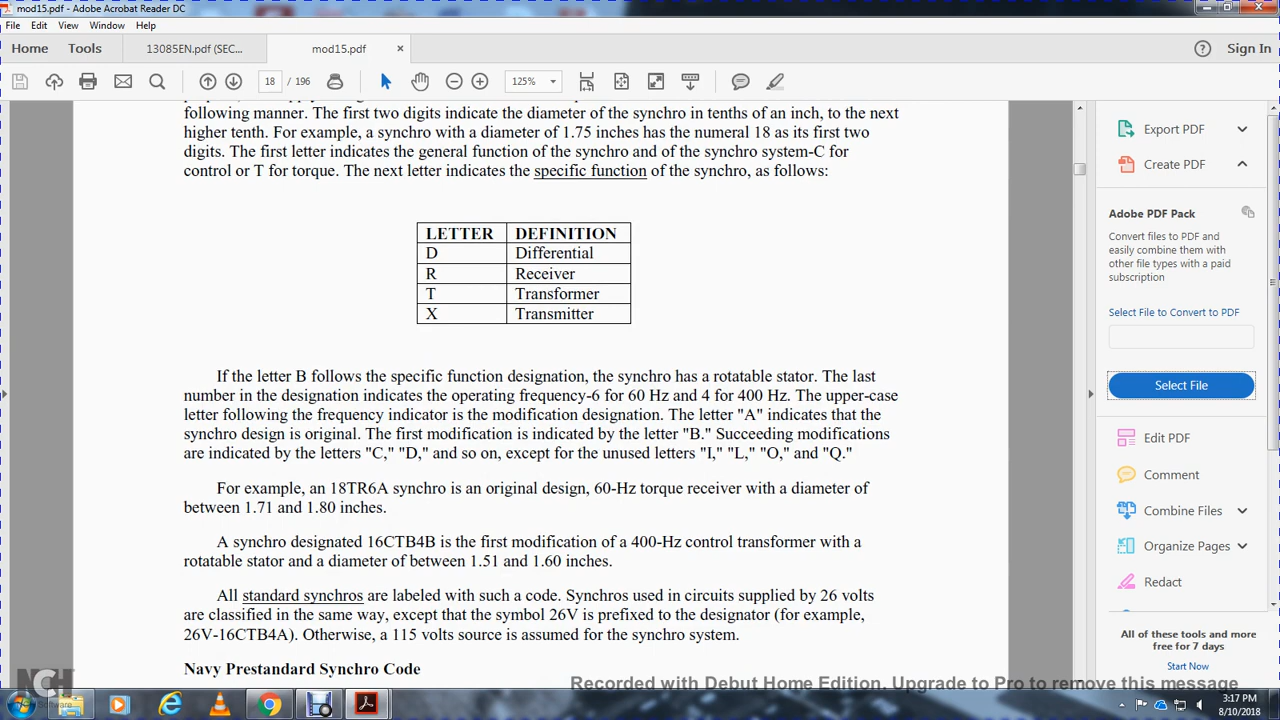 mod15.pdf - Adobe Acrobat Reader DC
File Edit View Window Help
Home Tools 13085EN.pdf (SEC... mod15.pdf × Sign In
18 / 196 125%
following manner. The first two digits indicate the diameter of the synchro in tenths of an inch, to the next
higher tenth. For example, a synchro with a diameter of 1.75 inches has the numeral 18 as its first two
digits. The first letter indicates the general function of the synchro and of the synchro system-C for
control or T for torque. The next letter indicates the specific function of the synchro, as follows:
LETTER DEFINITION
D Differential
R Receiver
T Transformer
X Transmitter
If the letter B follows the specific function designation, the synchro has a rotatable stator. The last
number in the designation indicates the operating frequency-6 for 60 Hz and 4 for 400 Hz. The upper-case
letter following the frequency indicator is the modification designation. The letter "A" indicates that the
synchro design is original. The first modification is indicated by the letter "B." Succeeding modifications
are indicated by the letters "C," "D," and so on, except for the unused letters "I," "L," "O," and "Q."
For example, an 18TR6A synchro is an original design, 60-Hz torque receiver with a diameter of
between 1.71 and 1.80 inches.
A synchro designated 16CTB4B is the first modification of a 400-Hz control transformer with a
rotatable stator and a diameter of between 1.51 and 1.60 inches.
All standard synchros are labeled with such a code. Synchros used in circuits supplied by 26 volts
are classified in the same way, except that the symbol 26V is prefixed to the designator (for example,
26V-16CTB4A). Otherwise, a 115 volts source is assumed for the synchro system.
Navy Prestandard Synchro Code
Export PDF
Create PDF
Adobe PDF Pack
Convert files to PDF and
easily combine them with
other file types with a paid
subscription
Select File to Convert to PDF
Select File
Edit PDF
Comment
Combine Files
Organize Pages
Redact
All of these tools and more
free for 7 days
Start Now
NCH
Software
Recorded with Debut Home Edition. Upgrade to Pro to remove this message
3:17 PM
8/10/2018